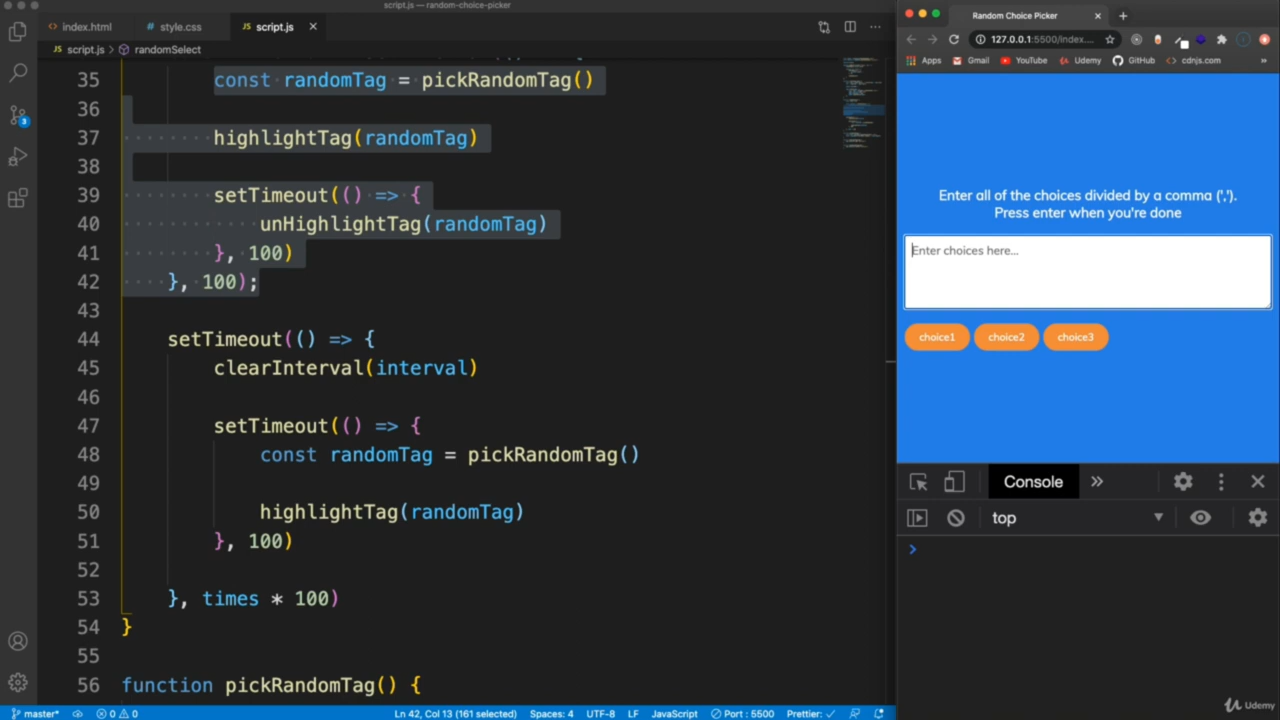 script.js — random-choice-picker
index.html
style.css
JS script.js
JS script.js > randomSelect
35 const randomTag = pickRandomTag()
36
37 highlightTag(randomTag)
38
39 setTimeout(() => {
40 unHighlightTag(randomTag)
41 }, 100)
42 }, 100);
43
44 setTimeout(() => {
45 clearInterval(interval)
46
47 setTimeout(() => {
48 const randomTag = pickRandomTag()
49
50 highlightTag(randomTag)
51 }, 100)
52
53 }, times * 100)
54 }
55
56 function pickRandomTag() {
3
master* 0 0 Ln 42, Col 13 (161 selected) Spaces: 4 UTF-8 LF JavaScript Port : 5500 Prettier: ✓
Random Choice Picker
127.0.0.1:5500/index....
Apps Gmail YouTube Udemy GitHub cdnjs.com »
Enter all of the choices divided by a comma (',').
Press enter when you're done
Enter choices here...
choice1 choice2 choice3
Console »
top
Udemy